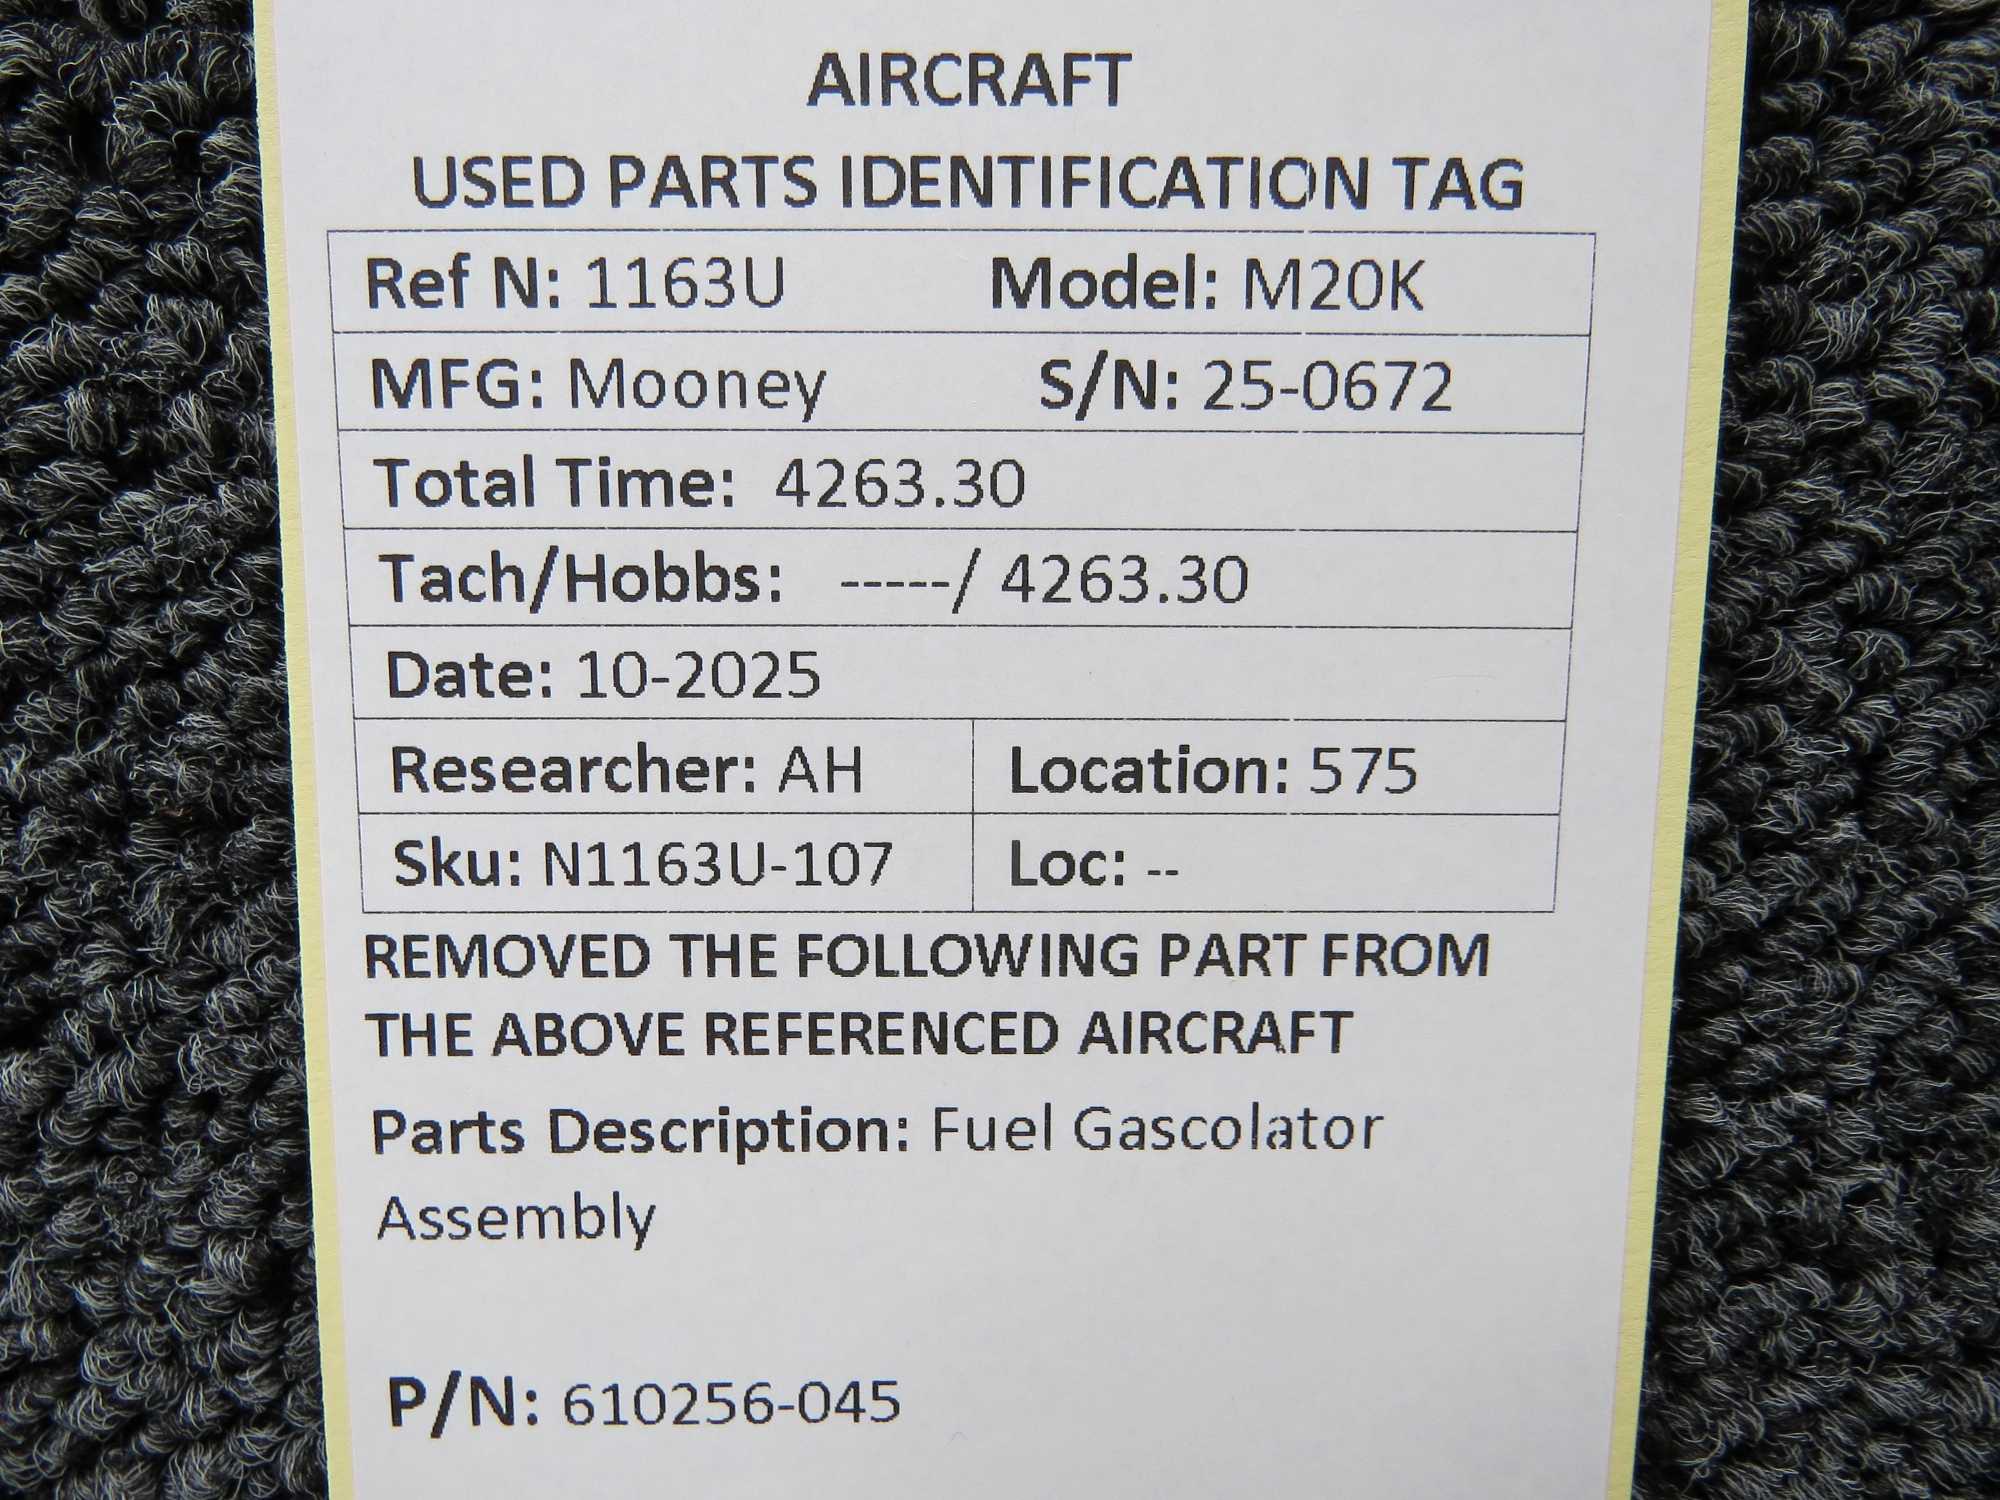 AIRCRAFT
USED PARTS IDENTIFICATION TAG
Ref N: 1163U Model: M20K
MFG: Mooney S/N: 25-0672
Total Time: 4263.30
Tach/Hobbs: -----/ 4263.30
Date: 10-2025
Researcher: AH Location: 575
Sku: N1163U-107 Loc: --
REMOVED THE FOLLOWING PART FROM
THE ABOVE REFERENCED AIRCRAFT
Parts Description: Fuel Gascolator
Assembly
P/N: 610256-045